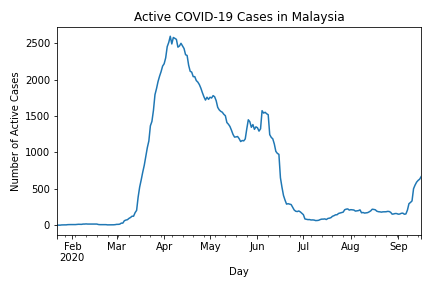 Active COVID-19 Cases in Malaysia
Number of Active Cases
2500
2000
1500
1000
500
0
Feb Mar Apr May Jun Jul Aug Sep
2020
Day